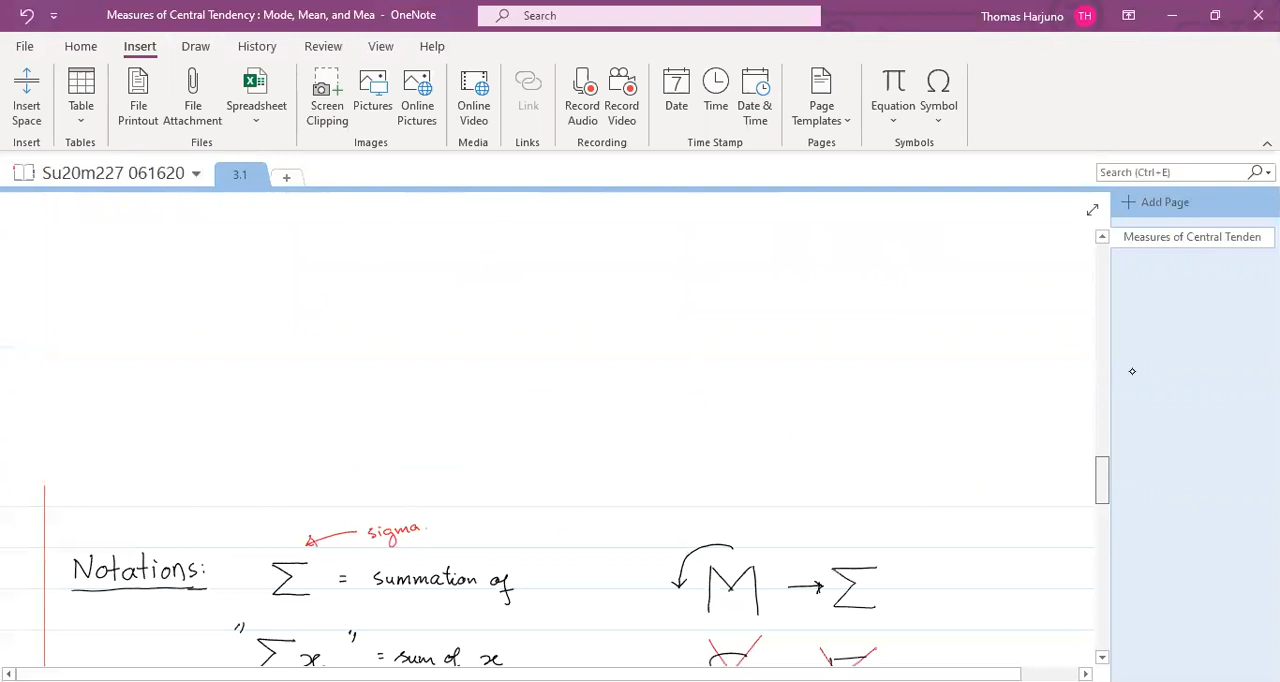 Measures of Central Tendency : Mode, Mean, and Mea - OneNote
Search
Thomas Harjuno TH
File Home Insert Draw History Review View Help
Insert Space
Table
File Printout
File Attachment
Spreadsheet
Screen Clipping
Pictures
Online Pictures
Online Video
Link
Record Audio
Record Video
7
Date
Time
Date & Time
Page Templates
π
Equation
Ω
Symbol
Insert Tables Files Images Media Links Recording Time Stamp Pages Symbols
Su20m227 061620 3.1
Search (Ctrl+E)
Add Page
Measures of Central Tenden
sigma.
Notations: Σ = summation of M → Σ
" Σ x " = sum of x